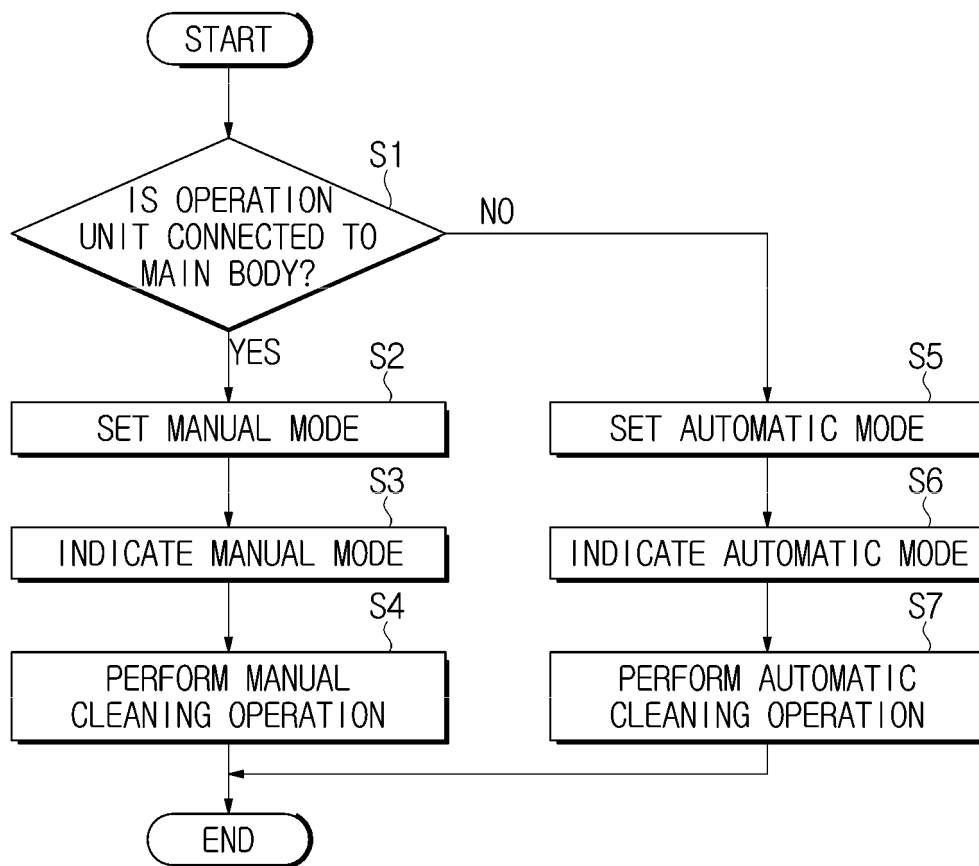 START
S1
IS OPERATION
UNIT CONNECTED TO
MAIN BODY?
NO
YES
S2
SET MANUAL MODE
S3
INDICATE MANUAL MODE
S4
PERFORM MANUAL
CLEANING OPERATION
S5
SET AUTOMATIC MODE
S6
INDICATE AUTOMATIC MODE
S7
PERFORM AUTOMATIC
CLEANING OPERATION
END